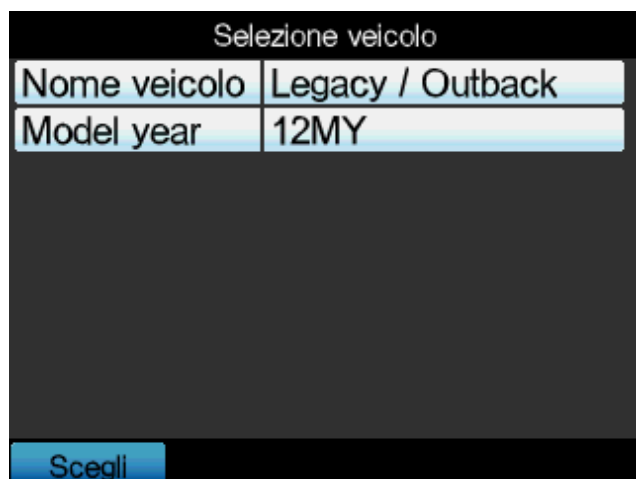 Selezione veicolo
Nome veicolo Legacy / Outback
Model year 12MY
Scegli